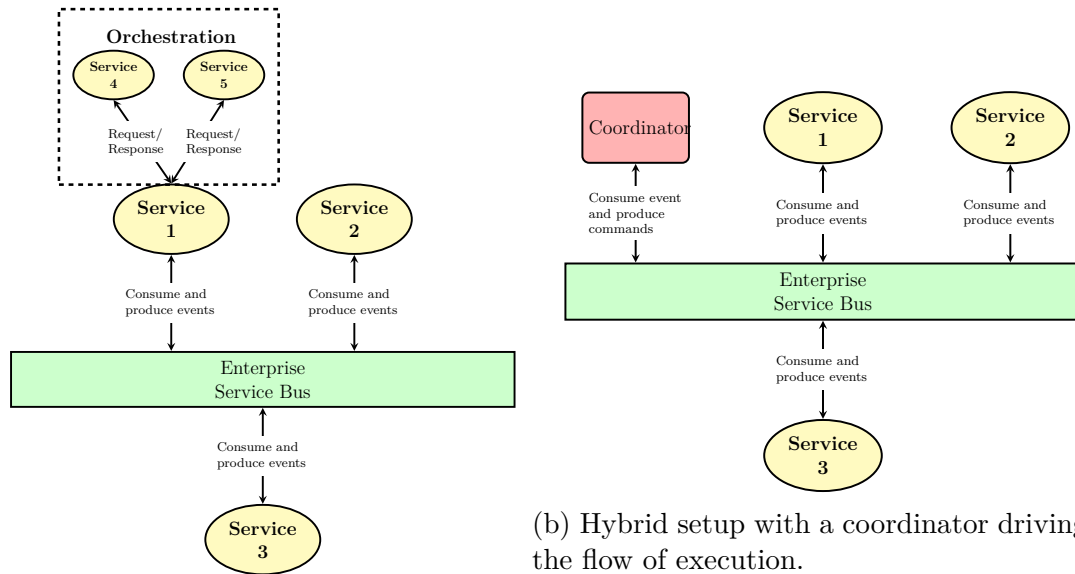 Orchestration
Service
4
Service
5
Request/
Response
Request/
Response
Service
1
Service
2
Consume and
produce events
Consume and
produce events
Enterprise
Service Bus
Consume and
produce events
Service
3
Coordinator
Service
1
Service
2
Consume event
and produce
commands
Consume and
produce events
Consume and
produce events
Enterprise
Service Bus
Consume and
produce events
Service
3
(b) Hybrid setup with a coordinator driving
the flow of execution.